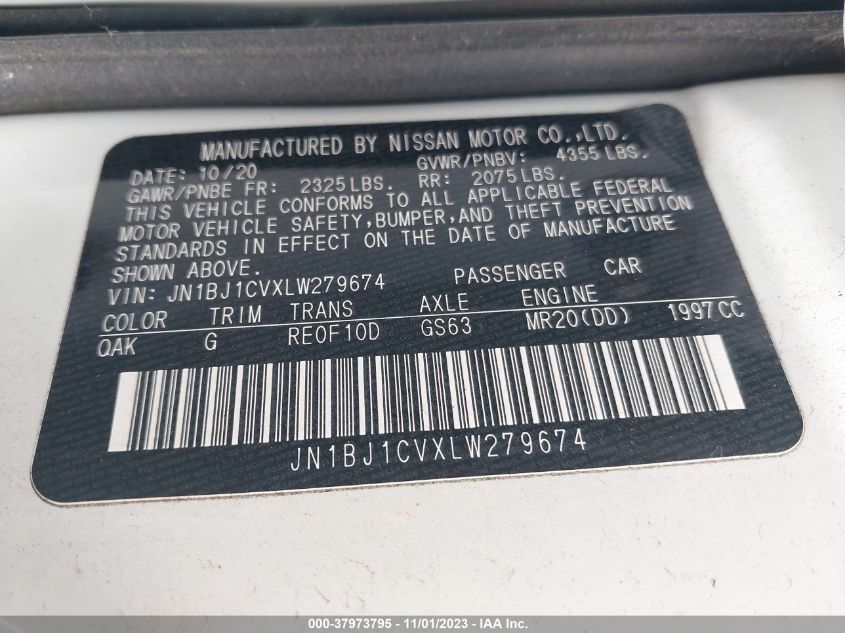 MANUFACTURED BY NISSAN MOTOR CO.,LTD.
DATE: 10/20 GVWR/PNBV: 4355 LBS.
GAWR/PNBE FR: 2325 LBS. RR: 2075 LBS.
THIS VEHICLE CONFORMS TO ALL APPLICABLE FEDERAL
MOTOR VEHICLE SAFETY, BUMPER, AND THEFT PREVENTION
STANDARDS IN EFFECT ON THE DATE OF MANUFACTURE
SHOWN ABOVE.
VIN: JN1BJ1CVXLW279674 PASSENGER CAR
COLOR TRIM TRANS AXLE ENGINE
QAK G RE0F10D GS63 MR20(DD) 1997CC
JN1BJ1CVXLW279674
000-37973795 - 11/01/2023 - IAA Inc.